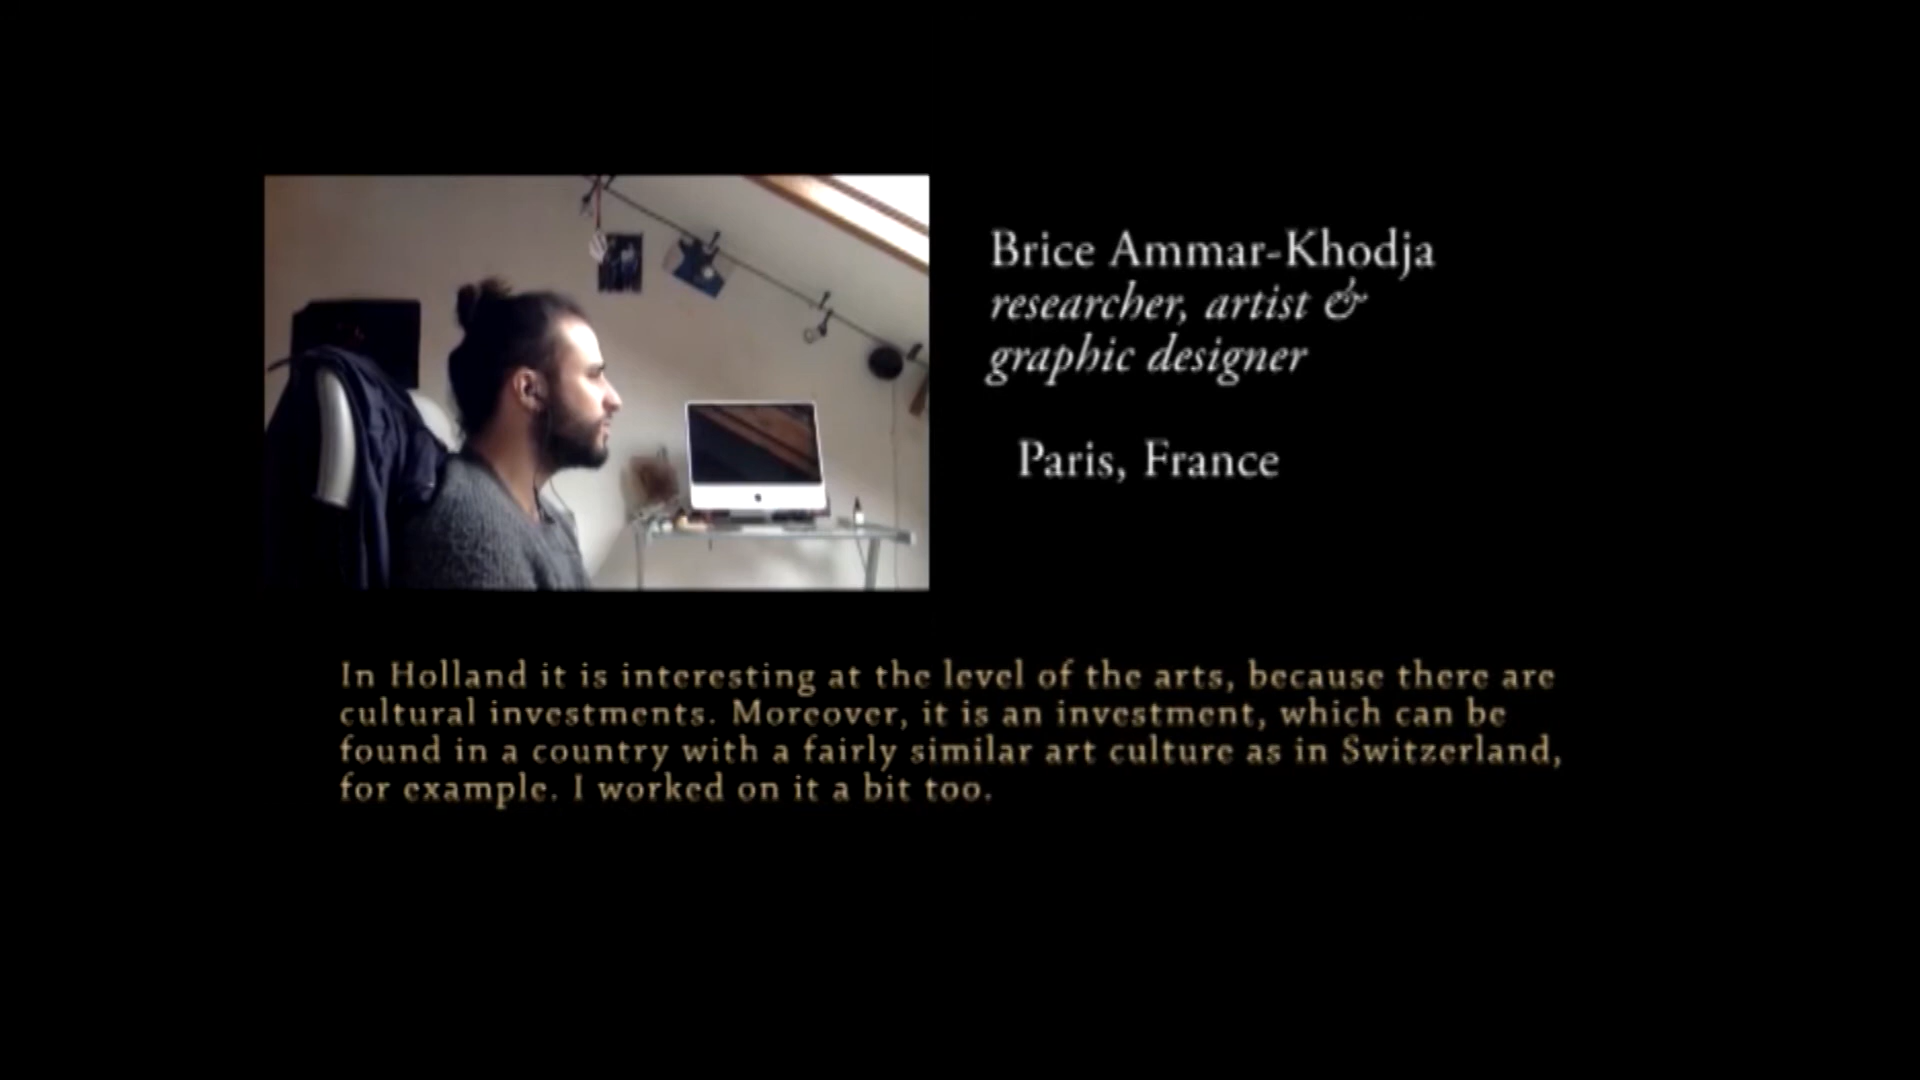 Brice Ammar-Khodja
researcher, artist &
graphic designer
Paris, France
In Holland it is interesting at the level of the arts, because there are
cultural investments. Moreover, it is an investment, which can be
found in a country with a fairly similar art culture as in Switzerland,
for example. I worked on it a bit too.